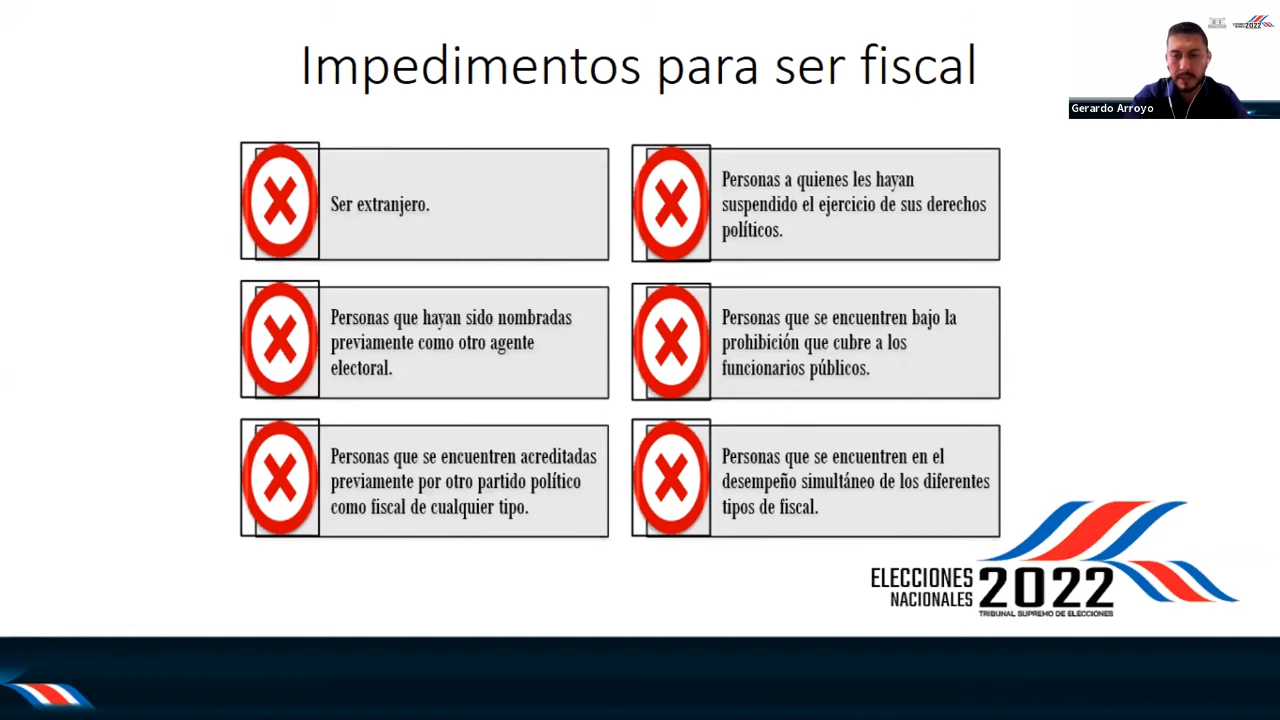 Impedimentos para ser fiscal
2022
Gerardo Arroyo
Ser extranjero.
Personas a quienes les hayan
suspendido el ejercicio de sus derechos
políticos.
Personas que hayan sido nombradas
previamente como otro agente
electoral.
Personas que se encuentren bajo la
prohibición que cubre a los
funcionarios públicos.
Personas que se encuentren acreditadas
previamente por otro partido político
como fiscal de cualquier tipo.
Personas que se encuentren en el
desempeño simultáneo de los diferentes
tipos de fiscal.
ELECCIONES
NACIONALES
2022
TRIBUNAL SUPREMO DE ELECCIONES